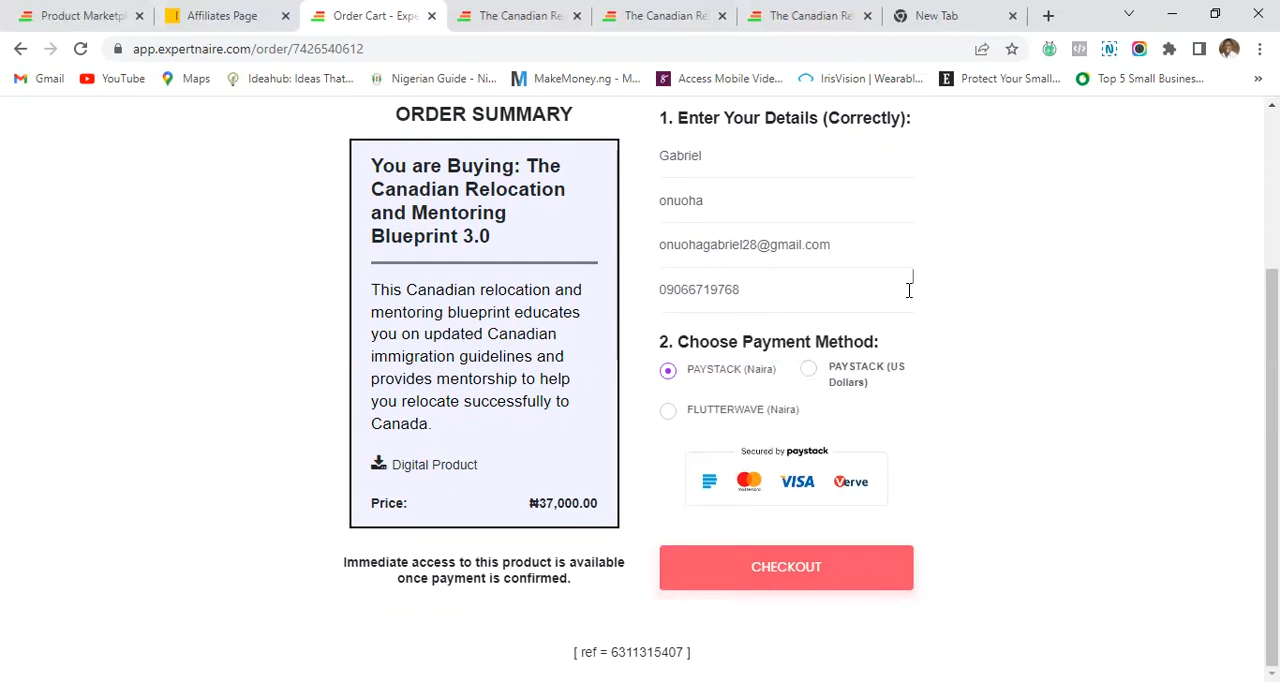 Product Marketpl
Affiliates Page
Order Cart - Expe
The Canadian Re
The Canadian Re
The Canadian Re
New Tab
app.expertnaire.com/order/7426540612
Gmail
YouTube
Maps
Ideahub: Ideas That...
Nigerian Guide - Ni...
MakeMoney.ng - M...
Access Mobile Vide...
IrisVision | Wearabl...
Protect Your Small...
Top 5 Small Busines...
ORDER SUMMARY
You are Buying: The
Canadian Relocation
and Mentoring
Blueprint 3.0
This Canadian relocation and
mentoring blueprint educates
you on updated Canadian
immigration guidelines and
provides mentorship to help
you relocate successfully to
Canada.
Digital Product
Price: ₦37,000.00
Immediate access to this product is available
once payment is confirmed.
1. Enter Your Details (Correctly):
Gabriel
onuoha
onuohagabriel28@gmail.com
09066719768
2. Choose Payment Method:
PAYSTACK (Naira)
PAYSTACK (US
Dollars)
FLUTTERWAVE (Naira)
Secured by paystack
mastercard
VISA
Verve
CHECKOUT
[ ref = 6311315407 ]